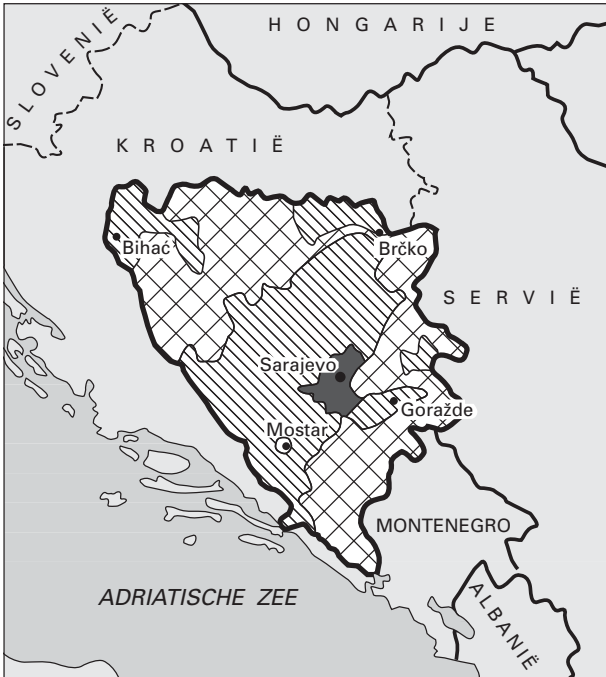 HONGARIJE
SLOVENIË
KROATIË
Bihać
Brčko
SERVIË
Sarajevo
Goražde
Mostar
MONTENEGRO
ADRIATISCHE ZEE
ALBANIË